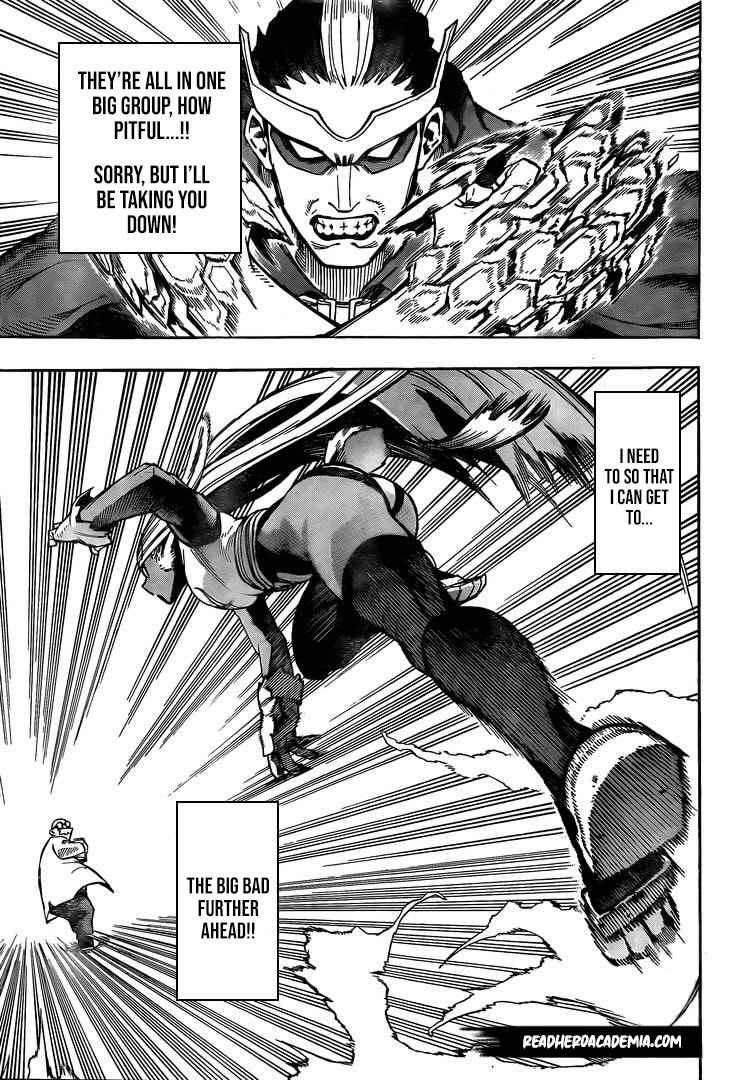 THEY'RE ALL IN ONE
BIG GROUP, HOW
PITFUL...!!
SORRY, BUT I'LL
BE TAKING YOU
DOWN!
I NEED
TO SO THAT
I CAN GET
TO...
THE BIG BAD
FURTHER
AHEAD!!
READHEROACADEMIA.COM